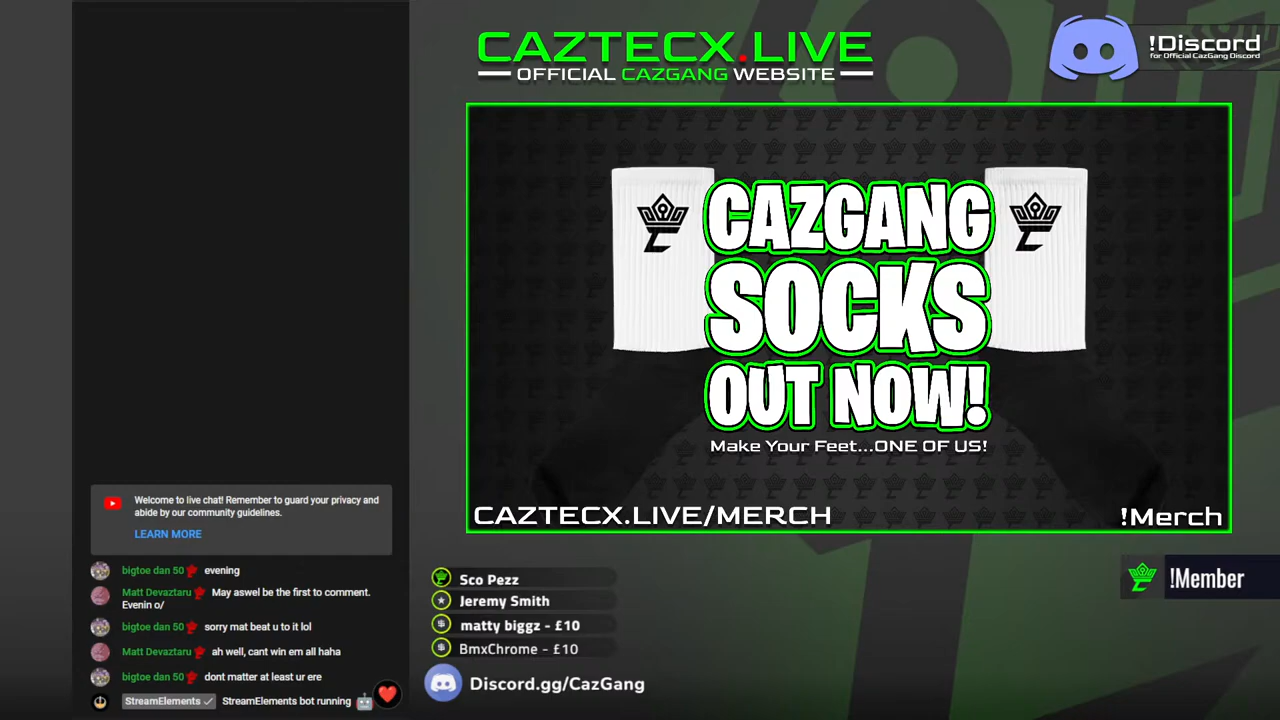 CAZTECX.LIVE
OFFICIAL CAZGANG WEBSITE
!Discord
for Official CazGang Discord
CAZGANG
SOCKS
OUT NOW!
Make Your Feet...ONE OF US!
CAZTECX.LIVE/MERCH
!Merch
Welcome to live chat! Remember to guard your privacy and
abide by our community guidelines.
LEARN MORE
bigtoe dan 50 evening
Matt Devaztaru May aswel be the first to comment.
Evenin o/
bigtoe dan 50 sorry mat beat u to it lol
Matt Devaztaru ah well, cant win em all haha
bigtoe dan 50 dont matter at least ur ere
StreamElements StreamElements bot running
Sco Pezz
Jeremy Smith
matty biggz - £10
BmxChrome - £10
Discord.gg/CazGang
!Member